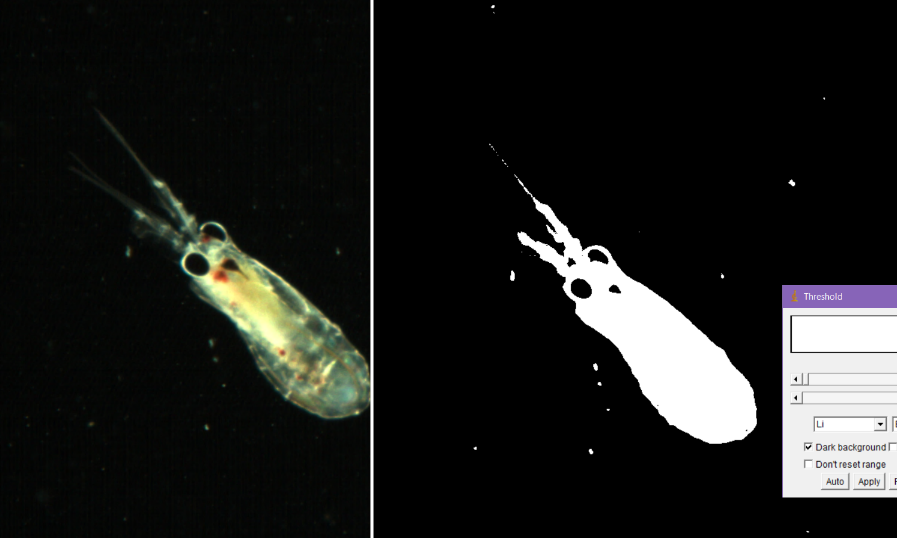 Threshold
Li
Dark background
Don't reset range
Auto Apply